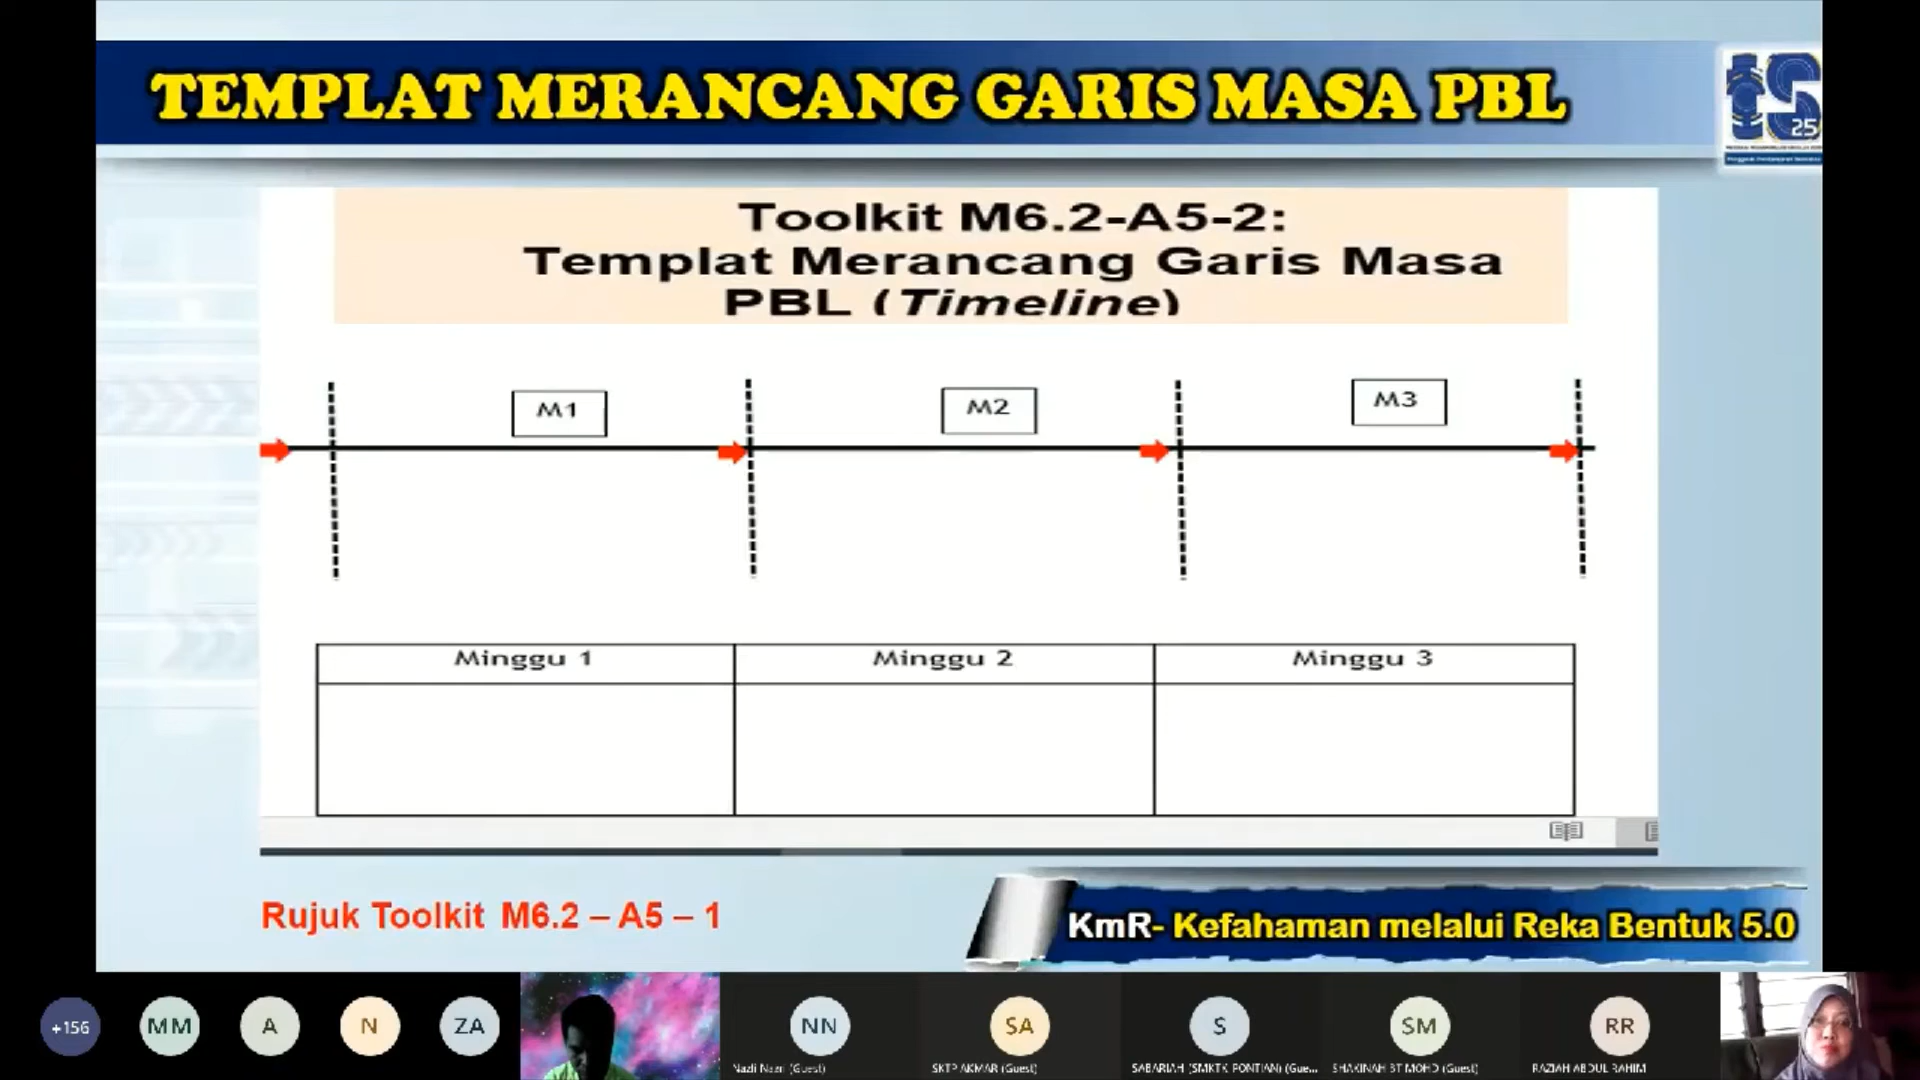 TEMPLAT MERANCANG GARIS MASA PBL
tS
25
Toolkit M6.2-A5-2:
Templat Merancang Garis Masa
PBL (Timeline)
M1
M2
M3
Minggu 1
Minggu 2
Minggu 3
Rujuk Toolkit M6.2 – A5 – 1
KmR- Kefahaman melalui Reka Bentuk 5.0
+156
MM
A
N
ZA
NN
SA
S
SM
RR
Nazli Nazri (Guest)
SKTP AKMAR (Guest)
SABARIAH (SMKTK PONTIAN) (Gue...
SHAKINAH BT MOHD (Guest)
RAZIAH ABDUL RAHIM